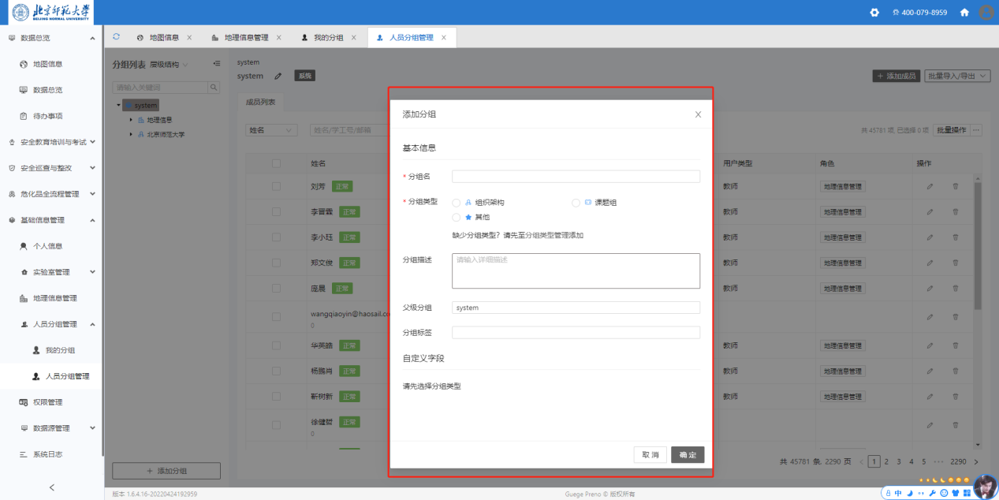 北京师范大学
BEIJING NORMAL UNIVERSITY
400-079-8959
数据总览
地图信息
数据总览
待办事项
安全教育培训与考试
安全巡查与整改
危化品全流程管理
基础信息管理
个人信息
实验室管理
地理信息管理
人员分组管理
我的分组
人员分组管理
权限管理
数据源管理
系统日志
地图信息 ×
地理信息管理 ×
我的分组 ×
人员分组管理 ×
分组列表 层级结构
请输入关键词
system
地理信息
北京师范大学
+ 添加分组
system
system 系统
+ 添加成员 批量导入/导出
成员列表
姓名 姓名/学工号/邮箱
共 45781 项, 已选择 0 项 批量操作 ···
姓名 用户类型 角色 操作
刘芳 正常 教师 地理信息管理
李晋霖 正常 教师 地理信息管理
李小珏 正常 教师 地理信息管理
郑文俊 正常 教师 地理信息管理
庞晨 正常 教师 地理信息管理
wangqiaoyin@haosail.co
0
华英皓 正常 教师 地理信息管理
杨鹏肖 正常 教师 地理信息管理
靳树新 正常 教师 地理信息管理
徐健哲 正常
0
共 45781 条, 2290 页 < 1 2 3 4 5 ··· 2290 >
添加分组 ×
基本信息
* 分组名
* 分组类型 组织架构 课题组
其他
缺少分组类型？请先至分组类型管理添加
分组描述 请输入详细描述
父级分组 system
分组标签
自定义字段
请先选择分组类型
取 消 确 定
版本 1.6.4.16-20220424192959
Guege Preno © 版权所有
中